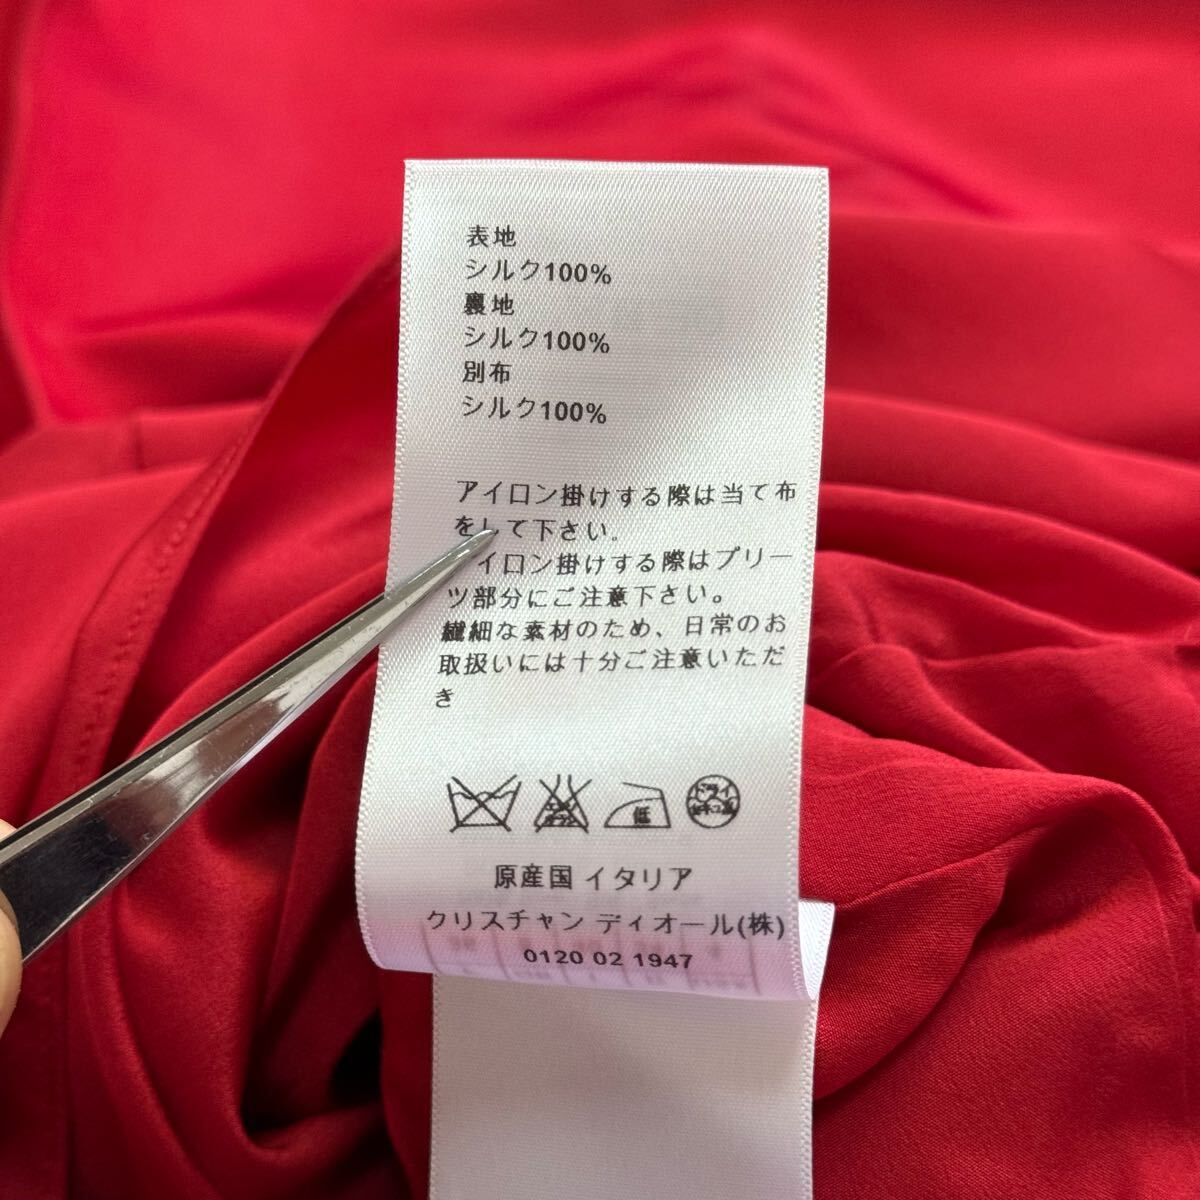 表地
シルク100%
裏地
シルク100%
別布
シルク100%
アイロン掛けする際は当て布
をして下さい。
イロン掛けする際はプリー
ツ部分にご注意下さい。
繊細な素材のため、日常のお
取扱いには十分ご注意いただ
き
低
ドライ
原産国 イタリア
クリスチャン ディオール(株)
0120 02 1947